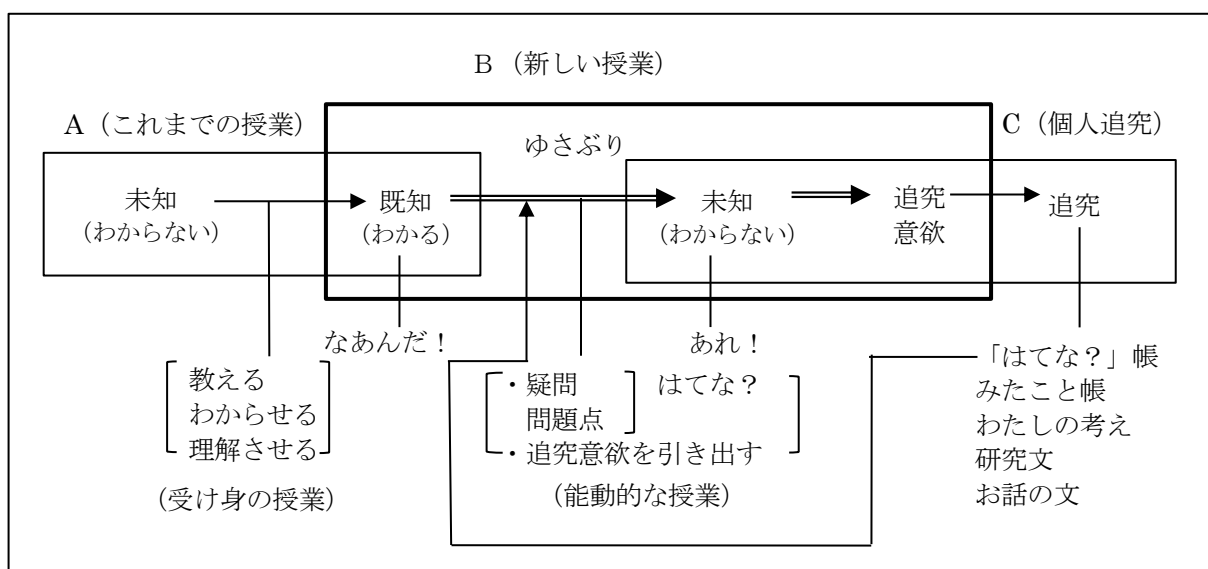 B（新しい授業）
A（これまでの授業）
C（個人追究）
ゆさぶり
未知
（わからない）
既知
（わかる）
未知
（わからない）
追究
意欲
追究
なあんだ！
あれ！
教える
わからせる
理解させる
（受け身の授業）
・疑問
問題点
はてな？
・追究意欲を引き出す
（能動的な授業）
「はてな？」帳
みたこと帳
わたしの考え
研究文
お話の文